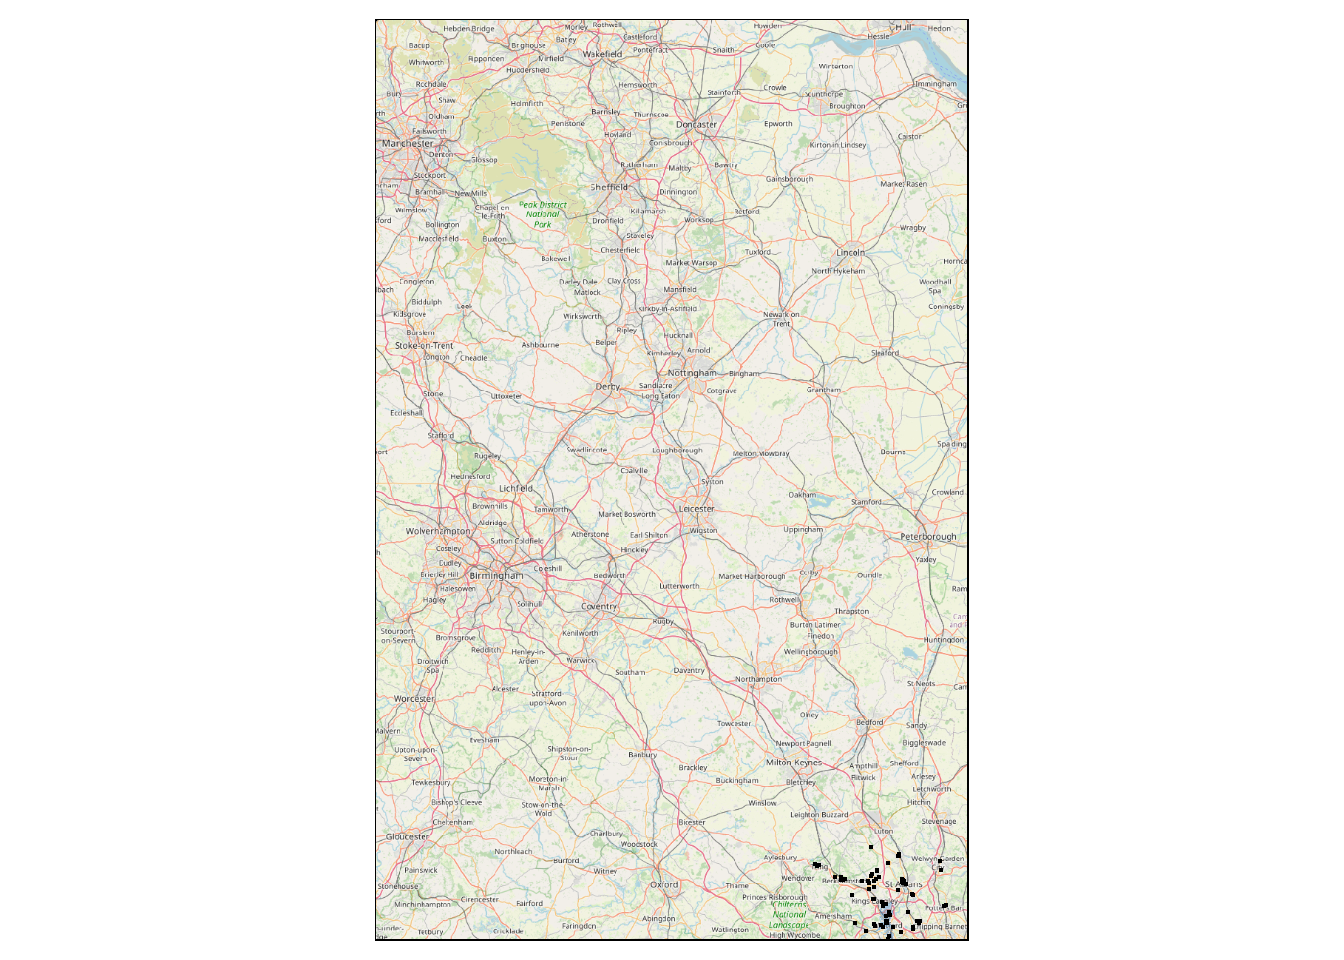 Hebden Bridge
Morley
Rothwell
Howden
Hull
Hedon
Bacup
Brighouse
Batley
Castleford
Pontefract
Snaith
Goole
Hessle
Whitworth
Ripponden
Mirfield
Wakefield
Winterton
Huddersfield
Rochdale
Hemsworth
Stainforth
Crowle
Scunthorpe
Immingham
Bury
Shaw
Holmfirth
Barnsley
Thurnscoe
Broughton
Oldham
Penistone
Doncaster
Epworth
Failsworth
Hoyland
Conisbrough
Caistor
Manchester
Kirton in Lindsey
Denton
Glossop
Rotherham
Maltby
Bawtry
Stockport
Gainsborough
Market Rasen
Bramhall
New Mills
Sheffield
Dinnington
Wilmslow
Chapel-en-
le-Frith
Peak District
National
Park
Kilamarsh
Retford
Bollington
Dronfield
Worksop
Wragby
Macclesfield
Buxton
Staveley
Chesterfield
Tuxford
Lincoln
Bakewell
Market Warsop
North Hykeham
Congleton
Darley Dale
Matlock
Clay Cross
Mansfield
Woodhall
Spa
Biddulph
Leek
Kidsgrove
Wirksworth
Kirkby-in-Ashfield
Newark-on-
Trent
Coningsby
Burslem
Ripley
Hucknall
Stoke-on-Trent
Longton
Cheadle
Ashbourne
Belper
Kimberley
Arnold
Sleaford
Nottingham
Bingham
Derby
Sandiacre
Long Eaton
Cotgrave
Grantham
Stone
Uttoxeter
Eccleshall
Stafford
Swadlincote
Loughborough
Melton Mowbray
Bourne
Spalding
Rugeley
Coalville
Hednesford
Syston
Lichfield
Oakham
Stamford
Crowland
Brownhills
Tamworth
Market Bosworth
Leicester
Aldridge
Wolverhampton
Sutton Coldfield
Atherstone
Earl Shilton
Wigston
Uppingham
Peterborough
Coseley
Hinckley
Yaxley
Dudley
Brierley Hill
Birmingham
Coleshill
Bedworth
Market Harborough
Corby
Oundle
Halesowen
Lutterworth
Hagley
Solihull
Coventry
Rothwell
Thrapston
Stourport
-on-Severn
Rugby
Burton Latimer
Finedon
Bromsgrove
Kenilworth
Huntingdon
Redditch
Henley-in-
Arden
Warwick
Wellingborough
Droitwich
Spa
Southam
Daventry
Northampton
St Neots
Alcester
Stratford-
upon-Avon
Worcester
Olney
Towcester
Bedford
Sandy
Evesham
Shipston-on-
Stour
Banbury
Newport Pagnell
Biggleswade
Upton-upon-
Severn
Brackley
Milton Keynes
Ampthill
Shefford
Tewkesbury
Moreton-in-
Marsh
Buckingham
Bletchley
Flitwick
Arlesey
Letchworth
Bishop's Cleeve
Stow-on-the-
Wold
Winslow
Hitchin
Cheltenham
Leighton Buzzard
Stevenage
Gloucester
Charlbury
Bicester
Luton
Woodstock
Northleach
Burford
Aylesbury
Welwyn Garden
Painswick
Witney
Wendover
Stonehouse
Oxford
Thame
St Albans
Minchinhampton
Cirencester
Fairford
Princes Risborough
Chilterns
National
Landscape
Abingdon
Amersham
Kings Langley
Potters Bar
Tetbury
Cricklade
Faringdon
Watlington
High Wycombe
Chipping Barnet